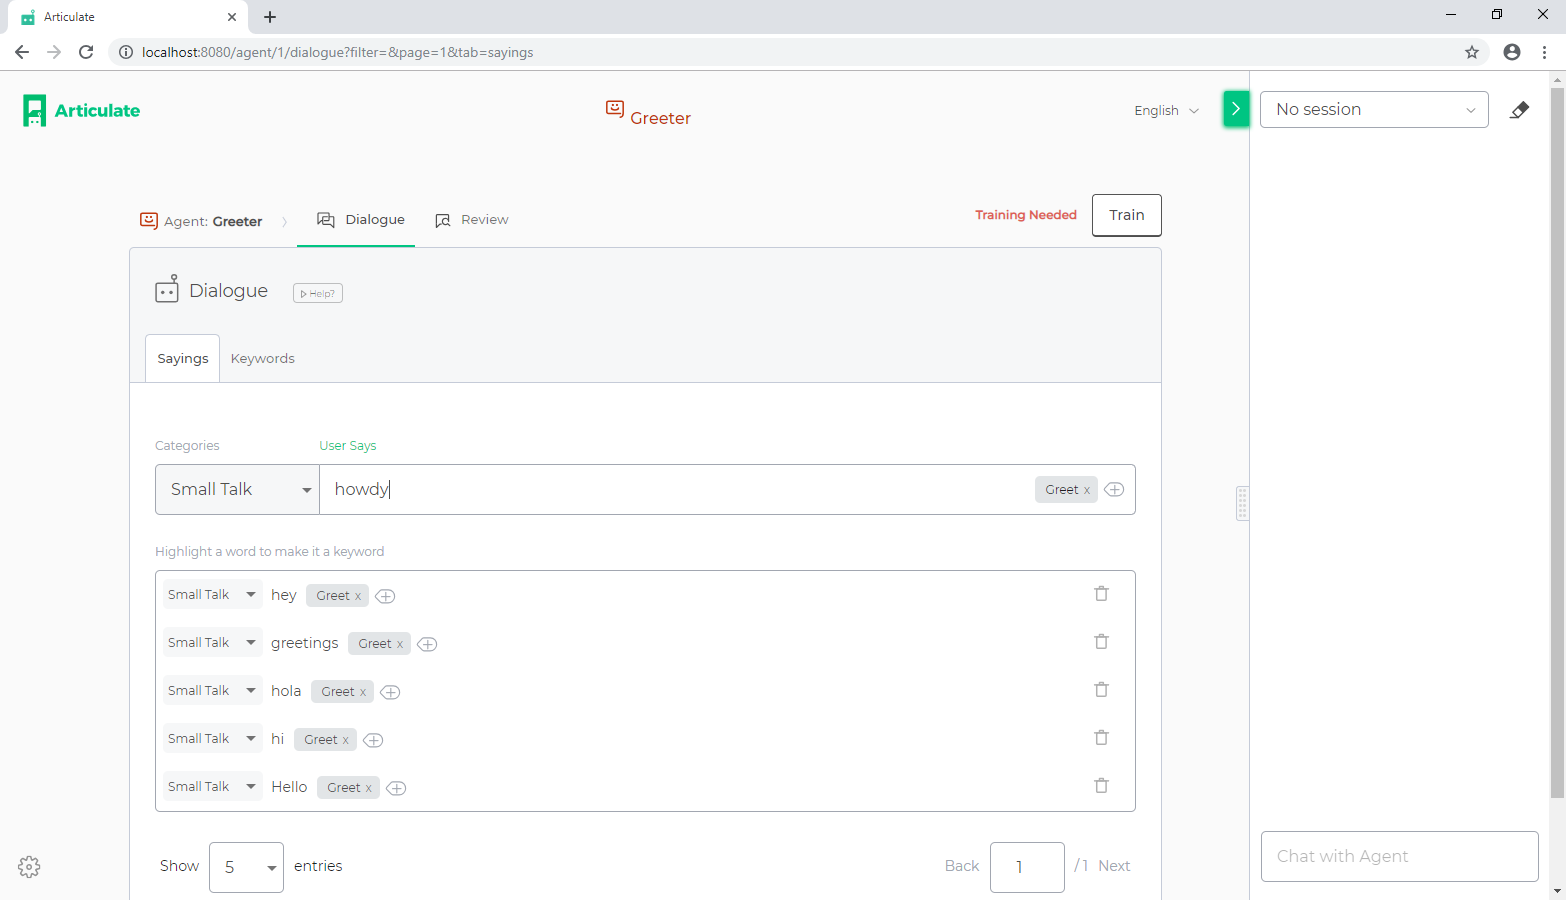 Articulate
localhost:8080/agent/1/dialogue?filter=&page=1&tab=sayings
Articulate
Greeter
English
No session
Agent: Greeter
Dialogue
Review
Training Needed
Train
Dialogue
Help?
Sayings
Keywords
Categories
User Says
Small Talk
howdy
Greet x
Highlight a word to make it a keyword
Small Talk hey Greet x
Small Talk greetings Greet x
Small Talk hola Greet x
Small Talk hi Greet x
Small Talk Hello Greet x
Show 5 entries
Back 1 / 1 Next
Chat with Agent